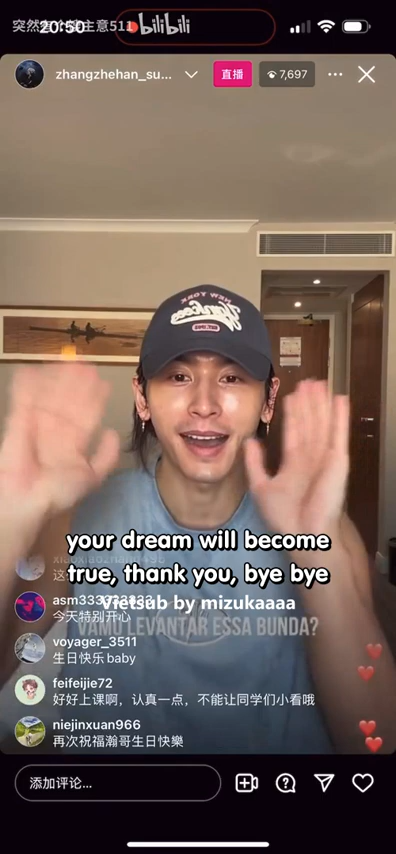 20:50
bilibili
zhangzhehan_su...
直播
7,697
NEW YORK
Yankees
your dream will become
true, thank you, bye bye
asm333
Vietsub by mizukaaaa
今天特别开心
VAMO LEVANTAR ESSA BUNDA?
voyager_3511
生日快乐 baby
feifeijie72
好好上课啊，认真一点，不能让同学们小看哦
niejinxuan966
再次祝福瀚哥生日快樂
添加评论...